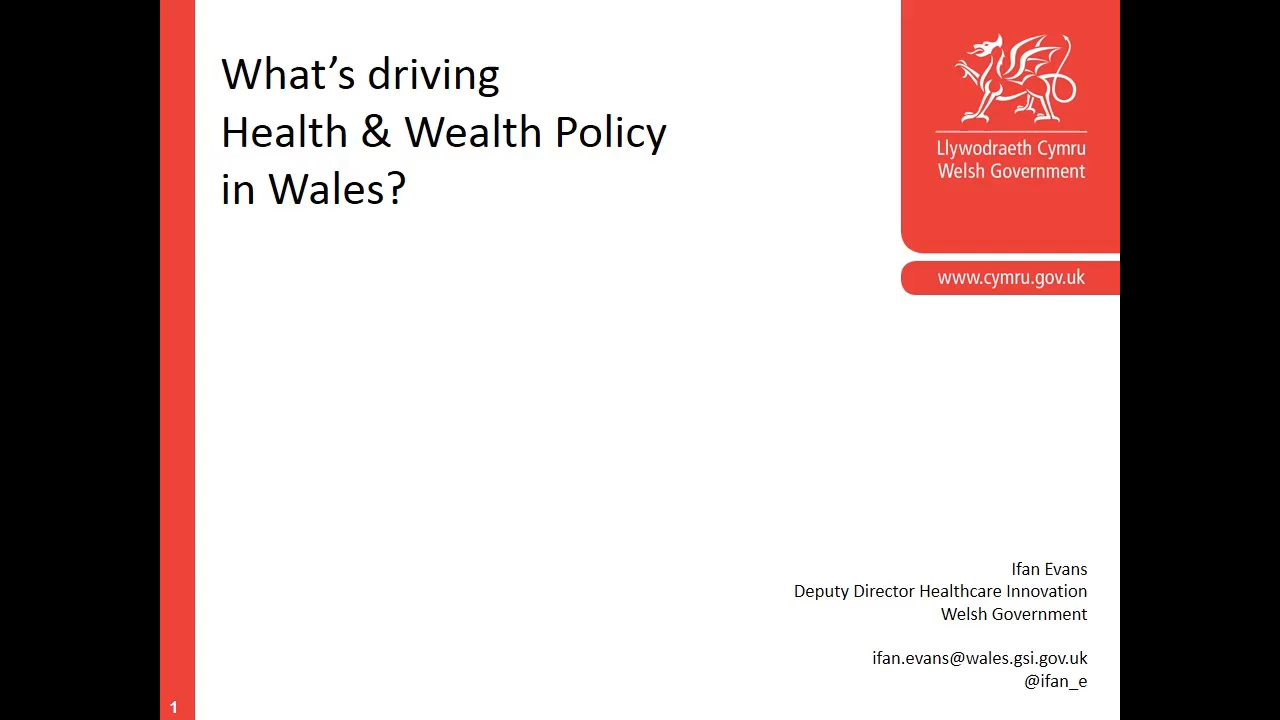 What’s driving
Health & Wealth Policy
in Wales?
Llywodraeth Cymru
Welsh Government
www.cymru.gov.uk
Ifan Evans
Deputy Director Healthcare Innovation
Welsh Government
ifan.evans@wales.gsi.gov.uk
@ifan_e
1